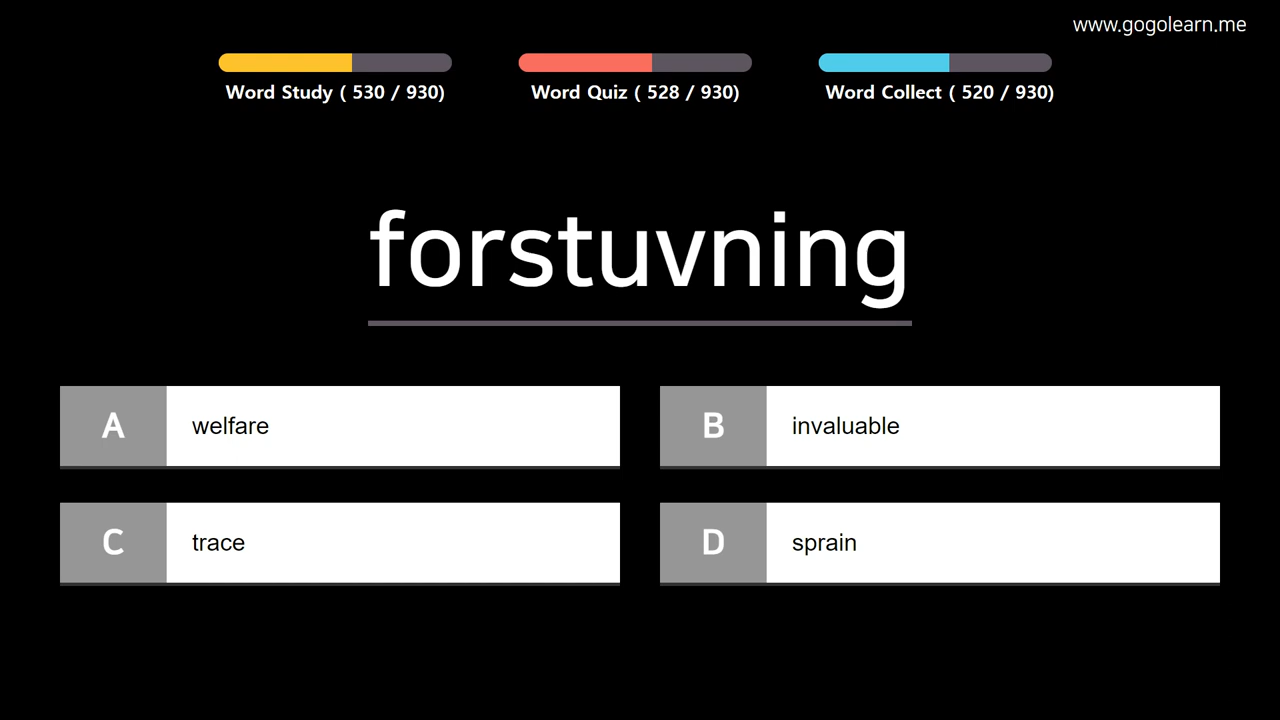 www.gogolearn.me
Word Study ( 530 / 930)
Word Quiz ( 528 / 930)
Word Collect ( 520 / 930)
forstuvning
A welfare
B invaluable
C trace
D sprain